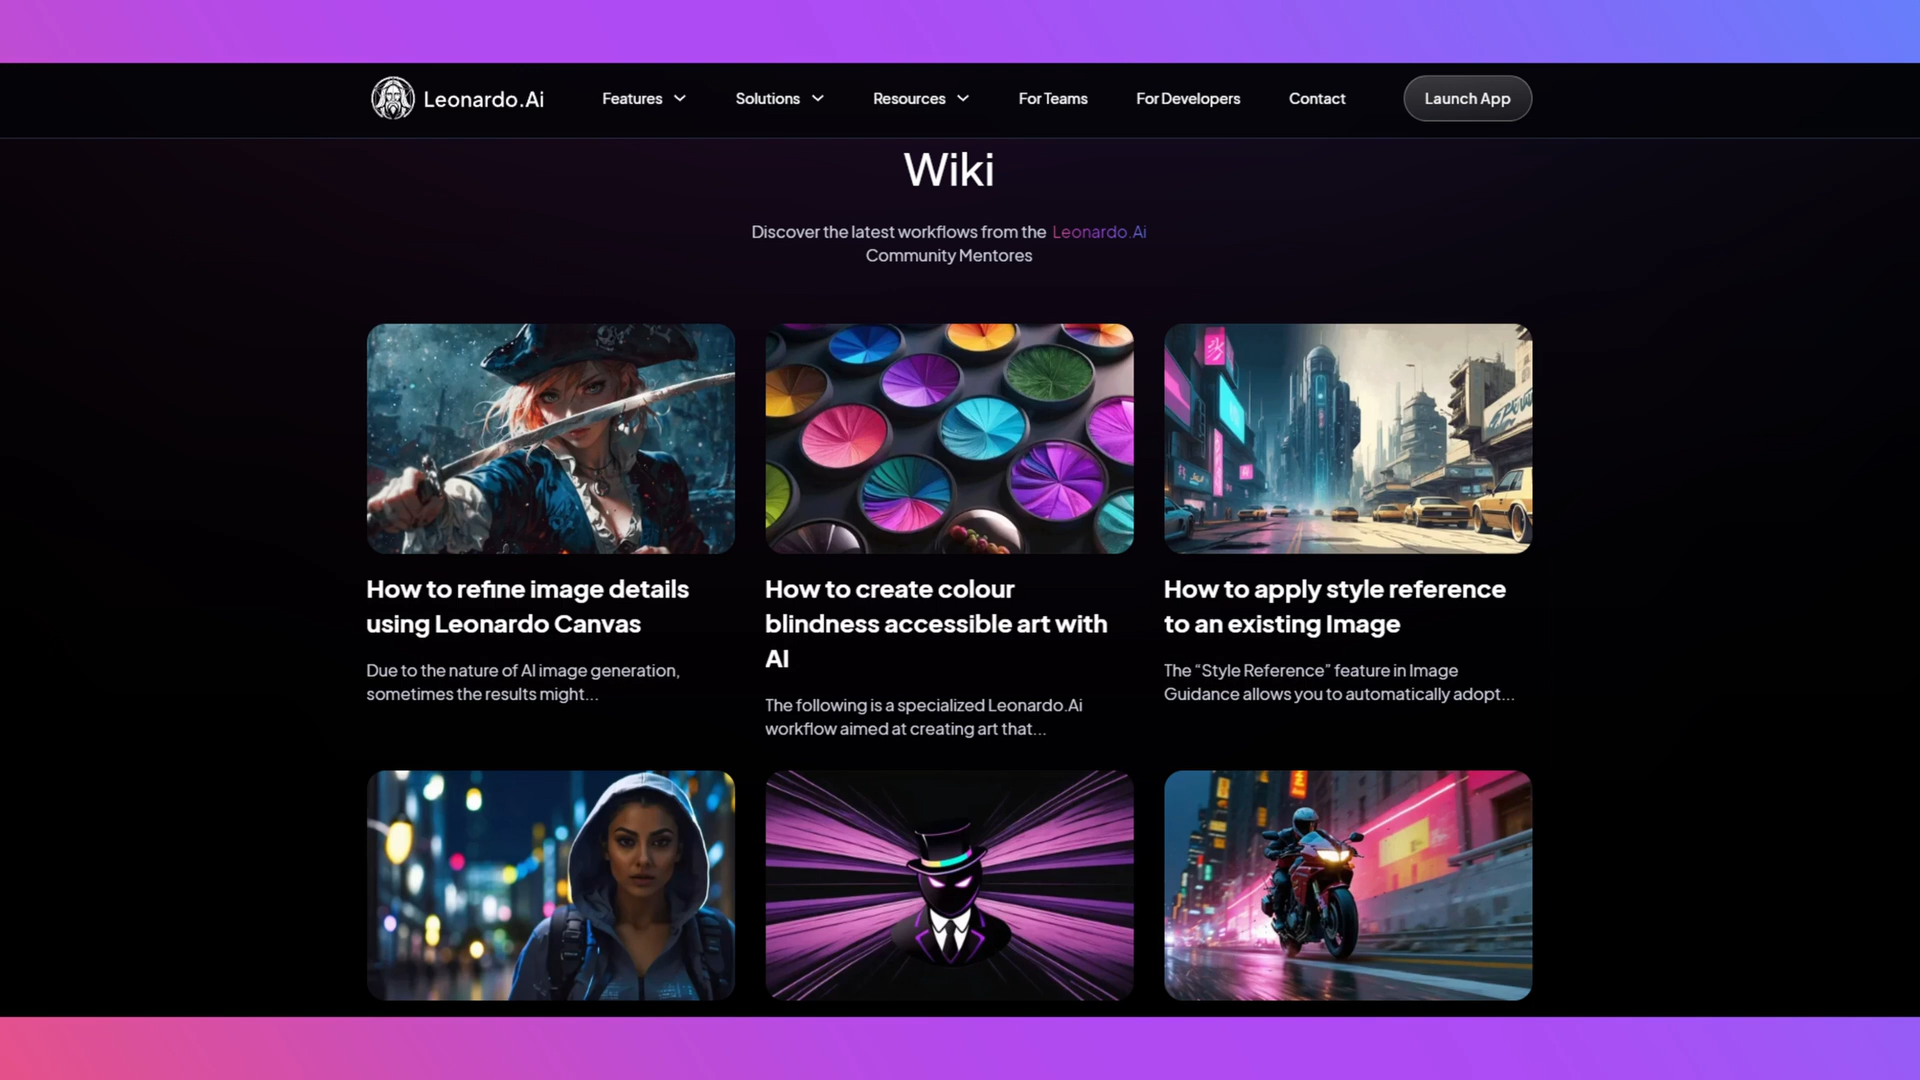 Leonardo.Ai
Features
Solutions
Resources
For Teams
For Developers
Contact
Launch App
Wiki
Discover the latest workflows from the Leonardo.Ai
Community Mentores
How to refine image details
using Leonardo Canvas
Due to the nature of AI image generation,
sometimes the results might...
How to create colour
blindness accessible art with
AI
The following is a specialized Leonardo.Ai
workflow aimed at creating art that...
How to apply style reference
to an existing Image
The “Style Reference” feature in Image
Guidance allows you to automatically adopt...